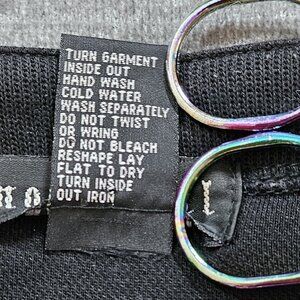 TURN GARMENT
INSIDE OUT
HAND WASH
COLD WATER
WASH SEPARATELY
DO NOT TWIST
OR WRING
DO NOT BLEACH
RESHAPE LAY
FLAT TO DRY
TURN INSIDE
OUT IRON